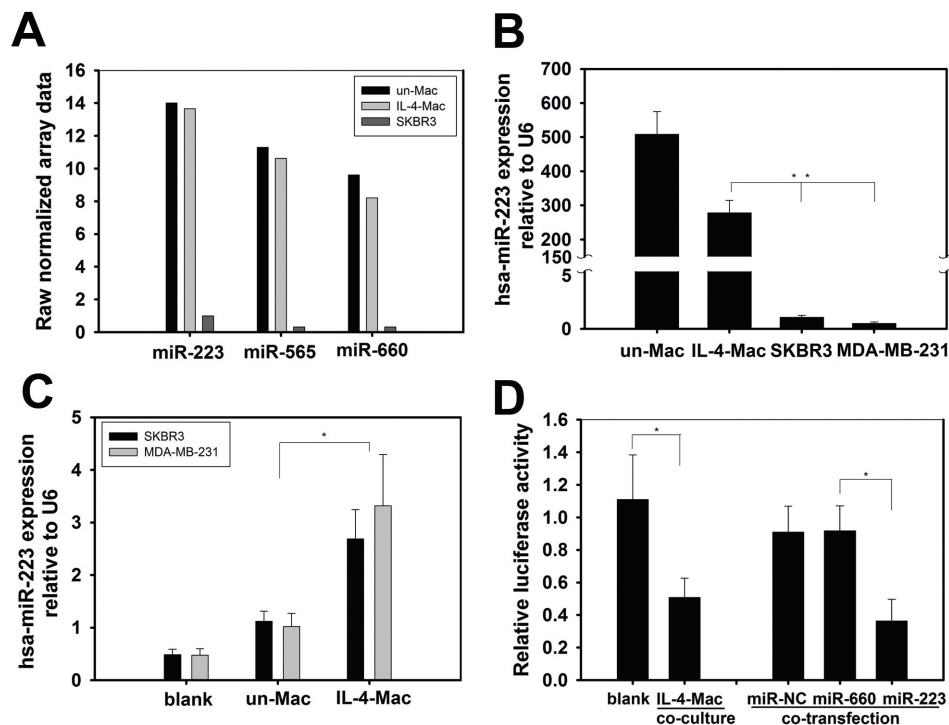 A
Raw normalized array data
16
14
12
10
8
6
4
2
0
un-Mac
IL-4-Mac
SKBR3
miR-223 miR-565 miR-660
B
hsa-miR-223 expression
relative to U6
700
600
500
400
300
200
150
5
0
* *
un-Mac IL-4-Mac SKBR3 MDA-MB-231
C
hsa-miR-223 expression
relative to U6
5
4
3
2
1
0
SKBR3
MDA-MB-231
*
blank un-Mac IL-4-Mac
D
Relative luciferase activity
1.6
1.4
1.2
1.0
0.8
0.6
0.4
0.2
0.0
*
*
blank IL-4-Mac miR-NC miR-660 miR-223
co-culture co-transfection